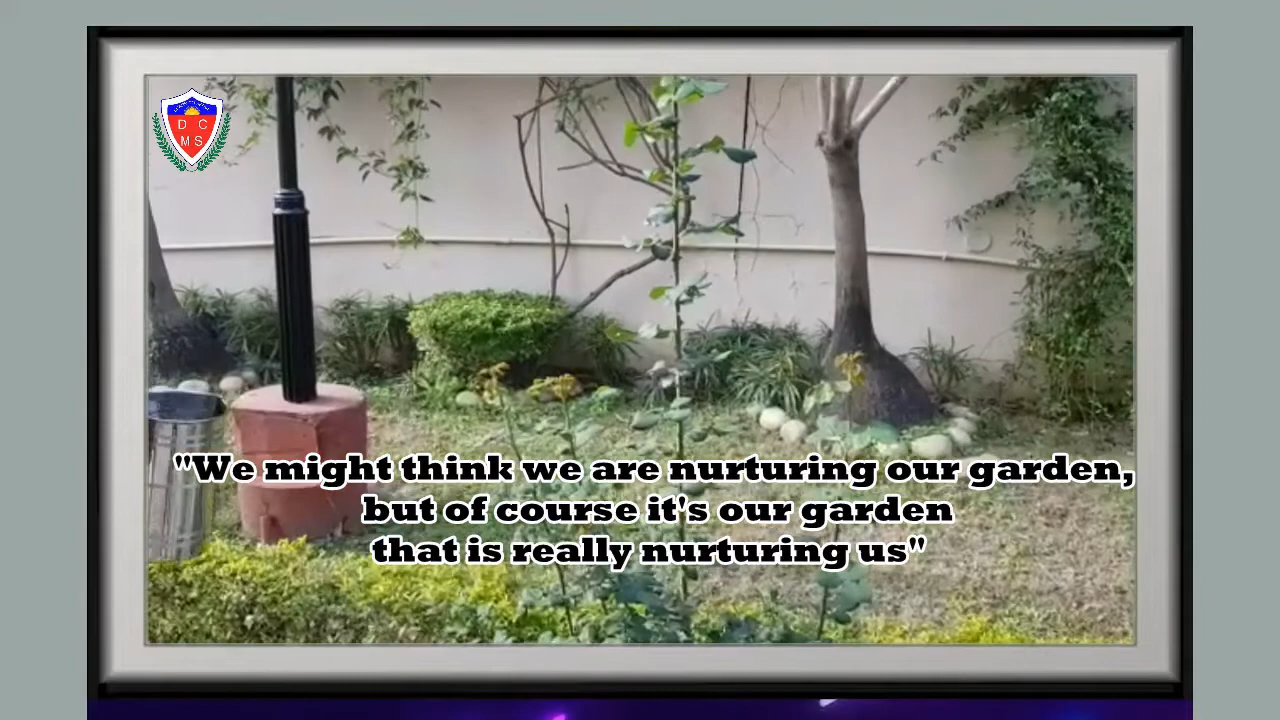 D C
M S
"We might think we are nurturing our garden,
but of course it's our garden
that is really nurturing us"